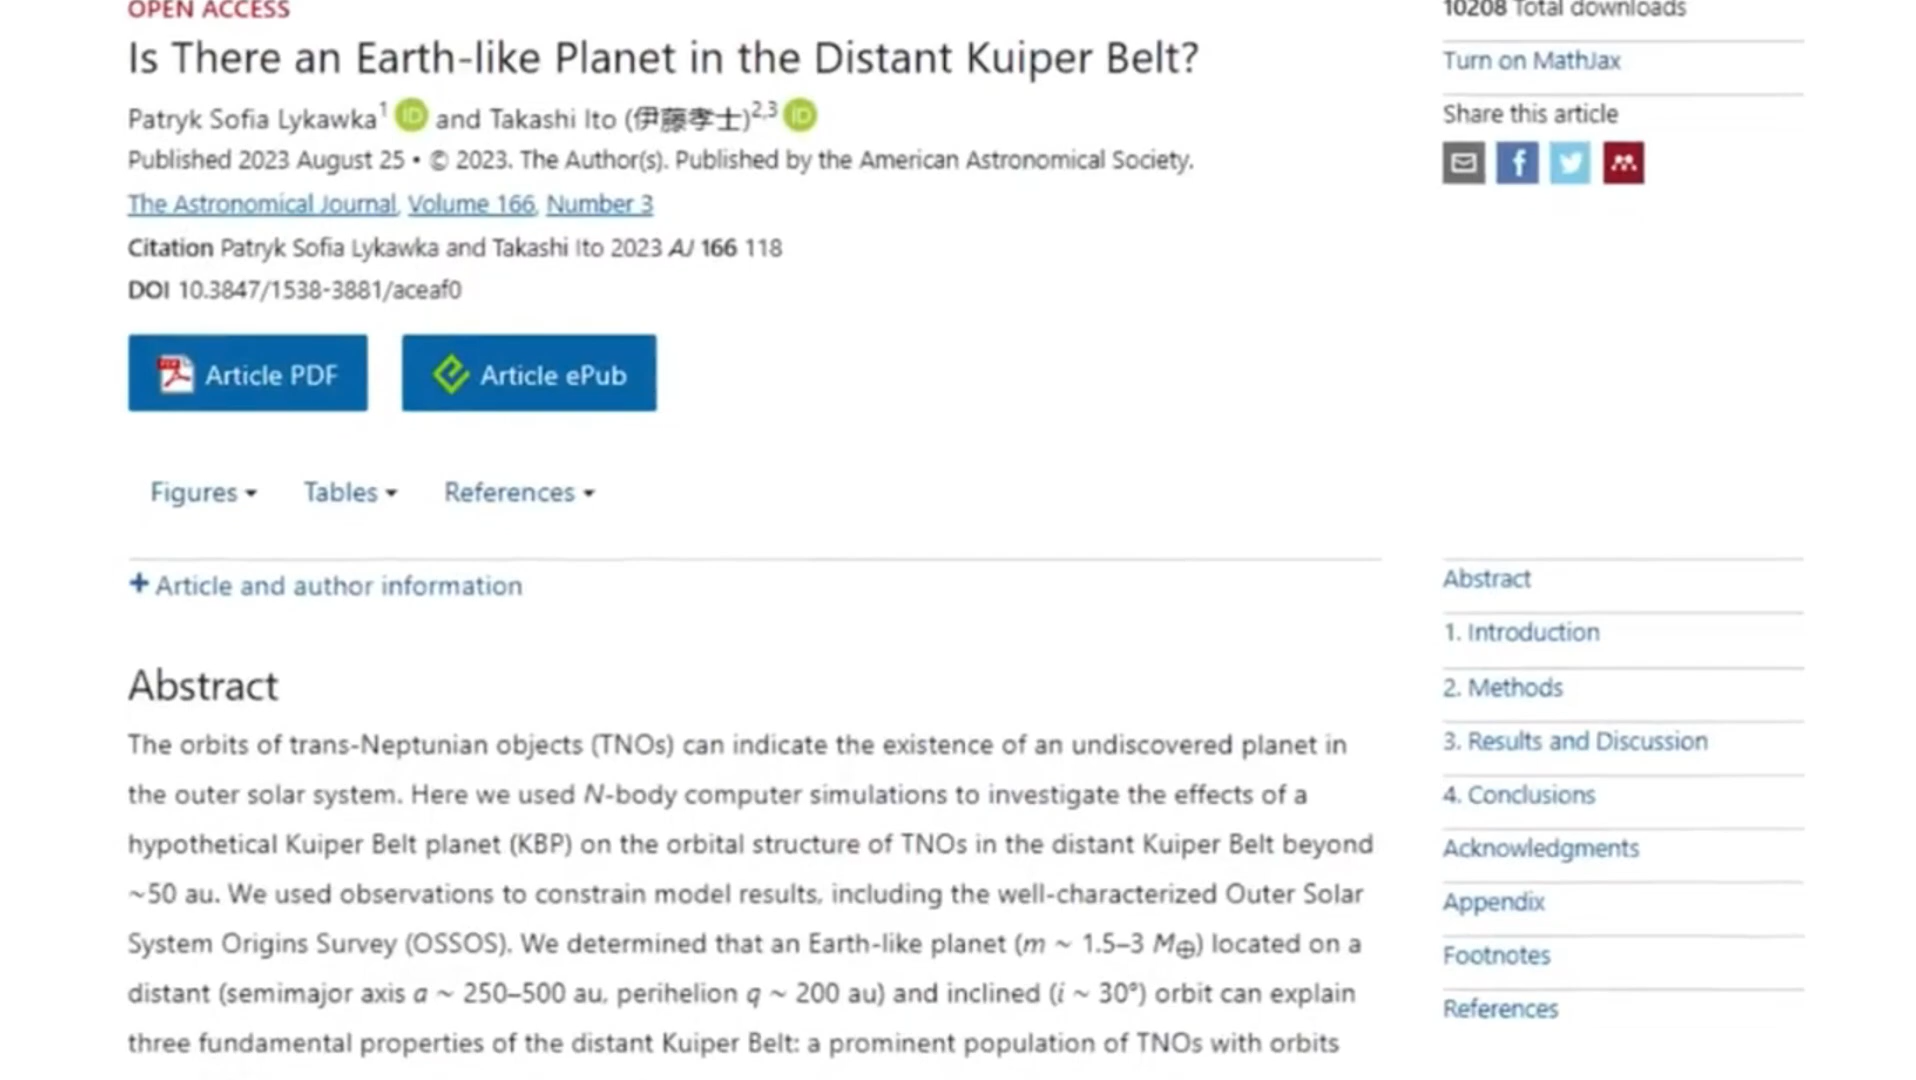 OPEN ACCESS
Is There an Earth-like Planet in the Distant Kuiper Belt?
Patryk Sofia Lykawka1 iD and Takashi Ito (伊藤孝士)2,3 iD
Published 2023 August 25 • © 2023. The Author(s). Published by the American Astronomical Society.
The Astronomical Journal, Volume 166, Number 3
Citation Patryk Sofia Lykawka and Takashi Ito 2023 AJ 166 118
DOI 10.3847/1538-3881/aceaf0
Article PDF
Article ePub
Figures
Tables
References
+ Article and author information
Abstract
The orbits of trans-Neptunian objects (TNOs) can indicate the existence of an undiscovered planet in
the outer solar system. Here we used N-body computer simulations to investigate the effects of a
hypothetical Kuiper Belt planet (KBP) on the orbital structure of TNOs in the distant Kuiper Belt beyond
~50 au. We used observations to constrain model results, including the well-characterized Outer Solar
System Origins Survey (OSSOS). We determined that an Earth-like planet (m ~ 1.5–3 M⊕) located on a
distant (semimajor axis a ~ 250–500 au, perihelion q ~ 200 au) and inclined (i ~ 30°) orbit can explain
three fundamental properties of the distant Kuiper Belt: a prominent population of TNOs with orbits
10208 Total downloads
Turn on MathJax
Share this article
Abstract
1. Introduction
2. Methods
3. Results and Discussion
4. Conclusions
Acknowledgments
Appendix
Footnotes
References